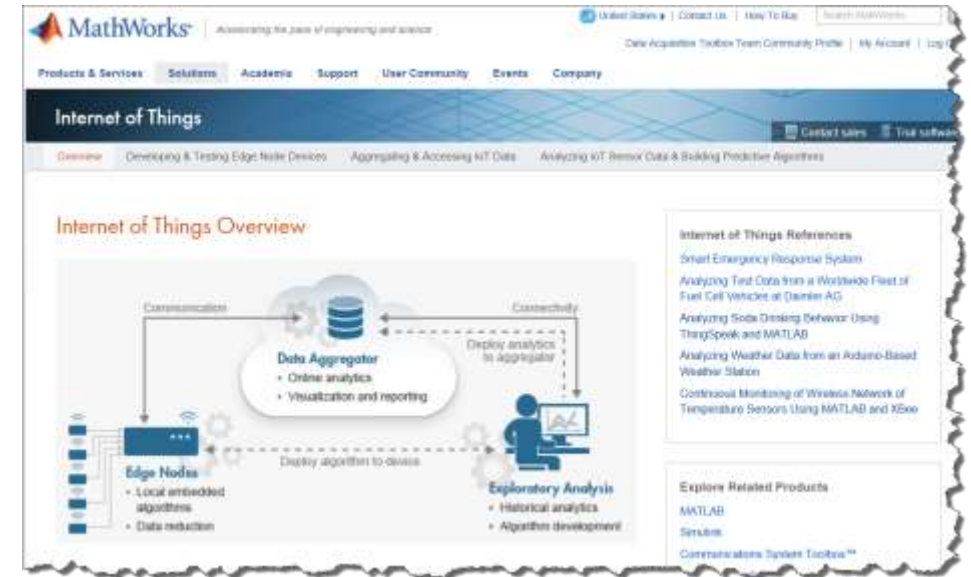 MathWorks®
Accelerating the pace of engineering and science
United States
Contact Us
How To Buy
Search MathWorks
Data Acquisition Toolbox Team Community Profile
My Account
Log
Products & Services
Solutions
Academia
Support
User Community
Events
Company
Internet of Things
Contact sales
Trial software
Overview
Developing & Testing Edge Node Devices
Aggregating & Accessing IoT Data
Analyzing IoT Sensor Data & Building Predictive Algorithms
Internet of Things Overview
Communication
Connectivity
Deploy analytics
to aggregator
Data Aggregator
• Online analytics
• Visualization and reporting
Deploy algorithm to device
Edge Nodes
• Local embedded
algorithms
• Data reduction
Exploratory Analysis
• Historical analytics
• Algorithm development
Internet of Things References
Smart Emergency Response System
Analyzing Test Data from a Worldwide Fleet of
Fuel Cell Vehicles at Daimler AG
Analyzing Soda Drinking Behavior Using
ThingSpeak and MATLAB
Analyzing Weather Data from an Arduino-Based
Weather Station
Continuous Monitoring of Wireless Network of
Temperature Sensors Using MATLAB and XBee
Explore Related Products
MATLAB
Simulink
Communications System Toolbox™